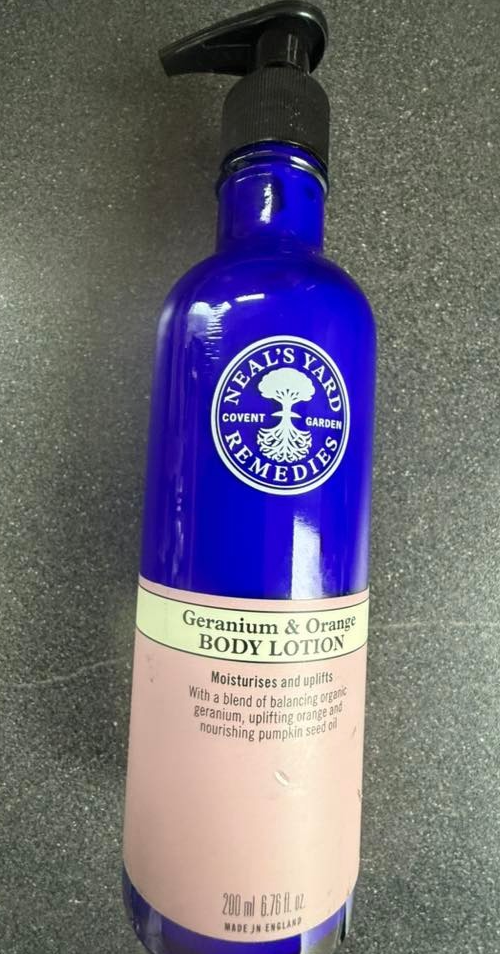 NEAL'S YARD
COVENT GARDEN
REMEDIES
Geranium & Orange
BODY LOTION
Moisturises and uplifts
With a blend of balancing organic
geranium, uplifting orange and
nourishing pumpkin seed oil
200 ml 6.76 fl. oz.
MADE IN ENGLAND